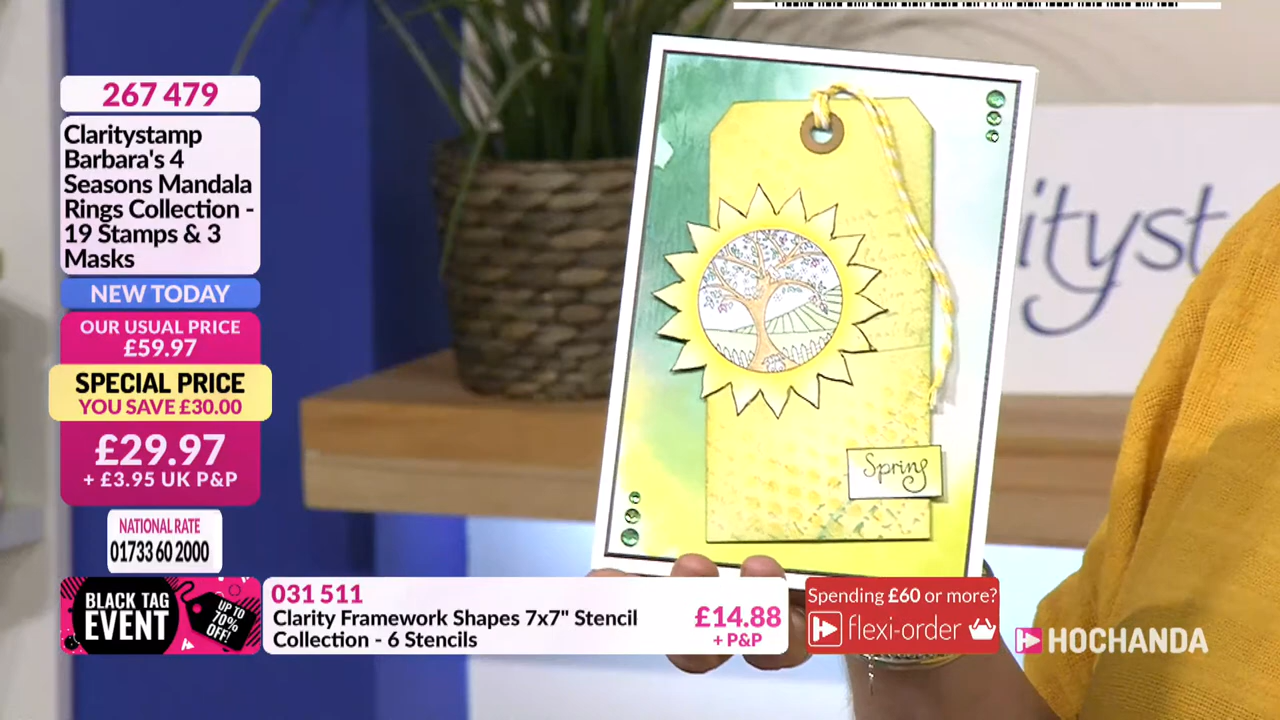 267 479
Claritystamp
Barbara's 4
Seasons Mandala
Rings Collection -
19 Stamps & 3
Masks
NEW TODAY
OUR USUAL PRICE
£59.97
SPECIAL PRICE
YOU SAVE £30.00
£29.97
+ £3.95 UK P&P
NATIONAL RATE
01733 60 2000
Spring
BLACK TAG
EVENT
UP TO
70%
OFF!
031 511
Clarity Framework Shapes 7x7" Stencil
Collection - 6 Stencils
£14.88
+ P&P
Spending £60 or more?
flexi-order
HOCHANDA